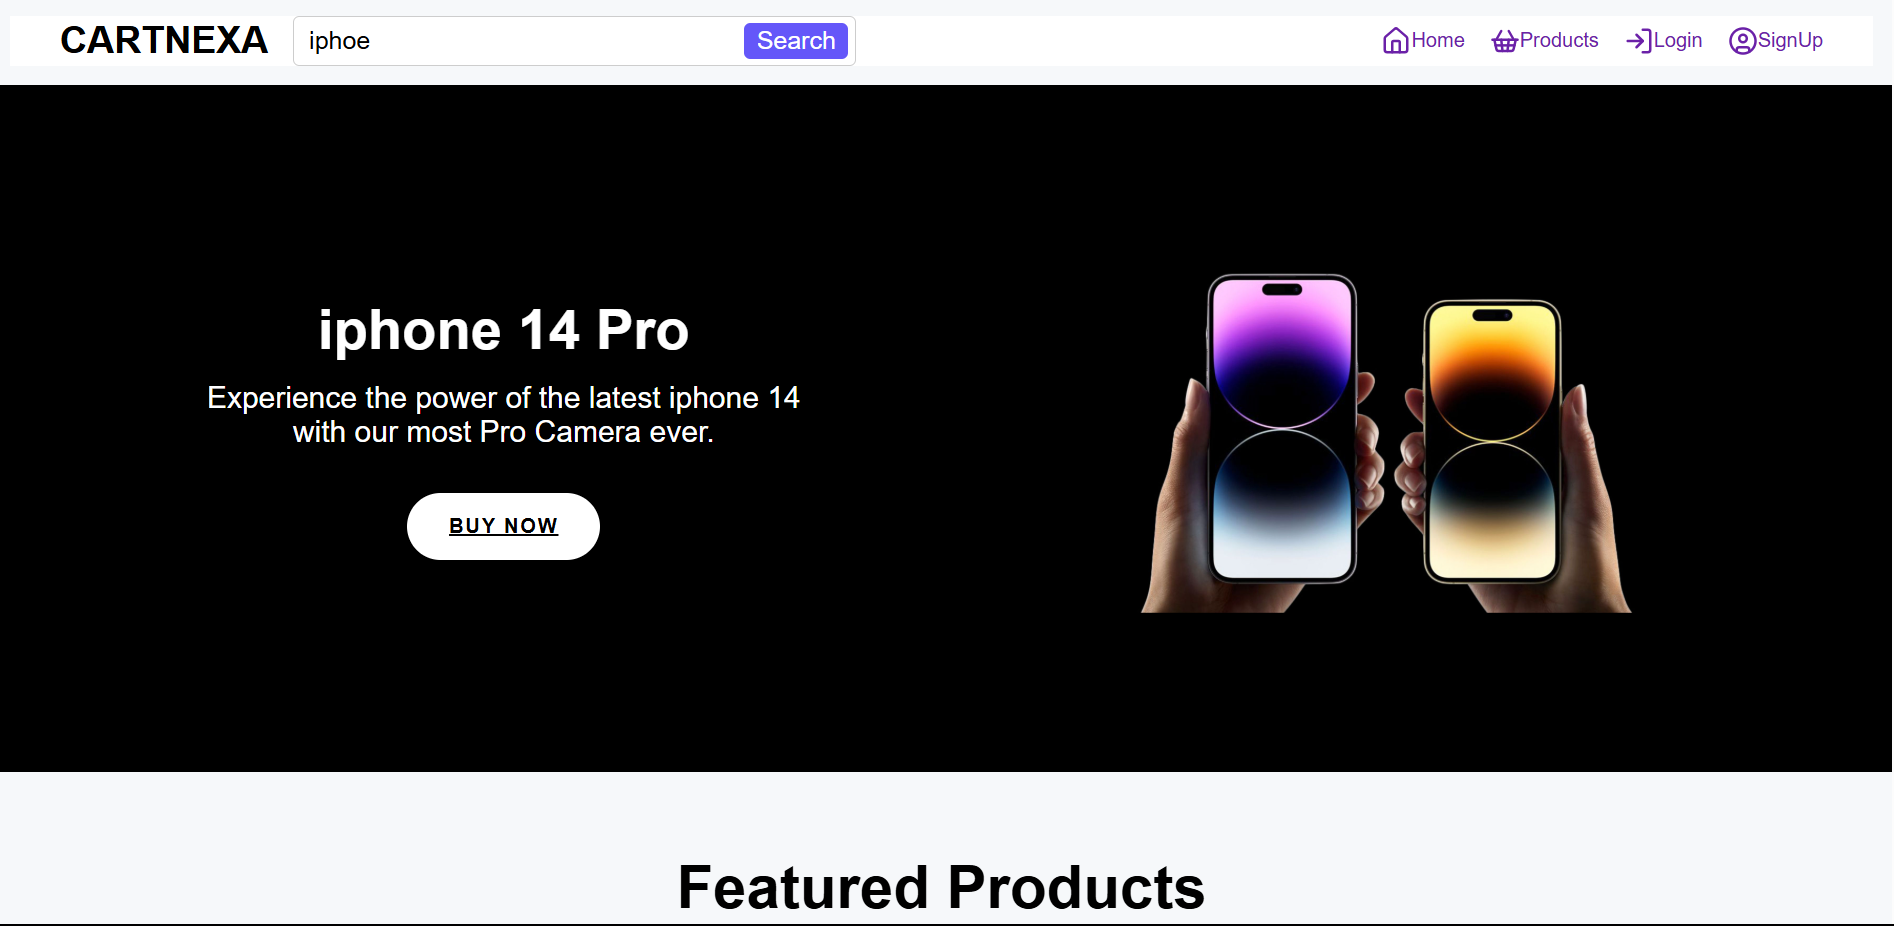 CARTNEXA
iphoe
Search
Home
Products
Login
SignUp
iphone 14 Pro
Experience the power of the latest iphone 14
with our most Pro Camera ever.
BUY NOW
Featured Products